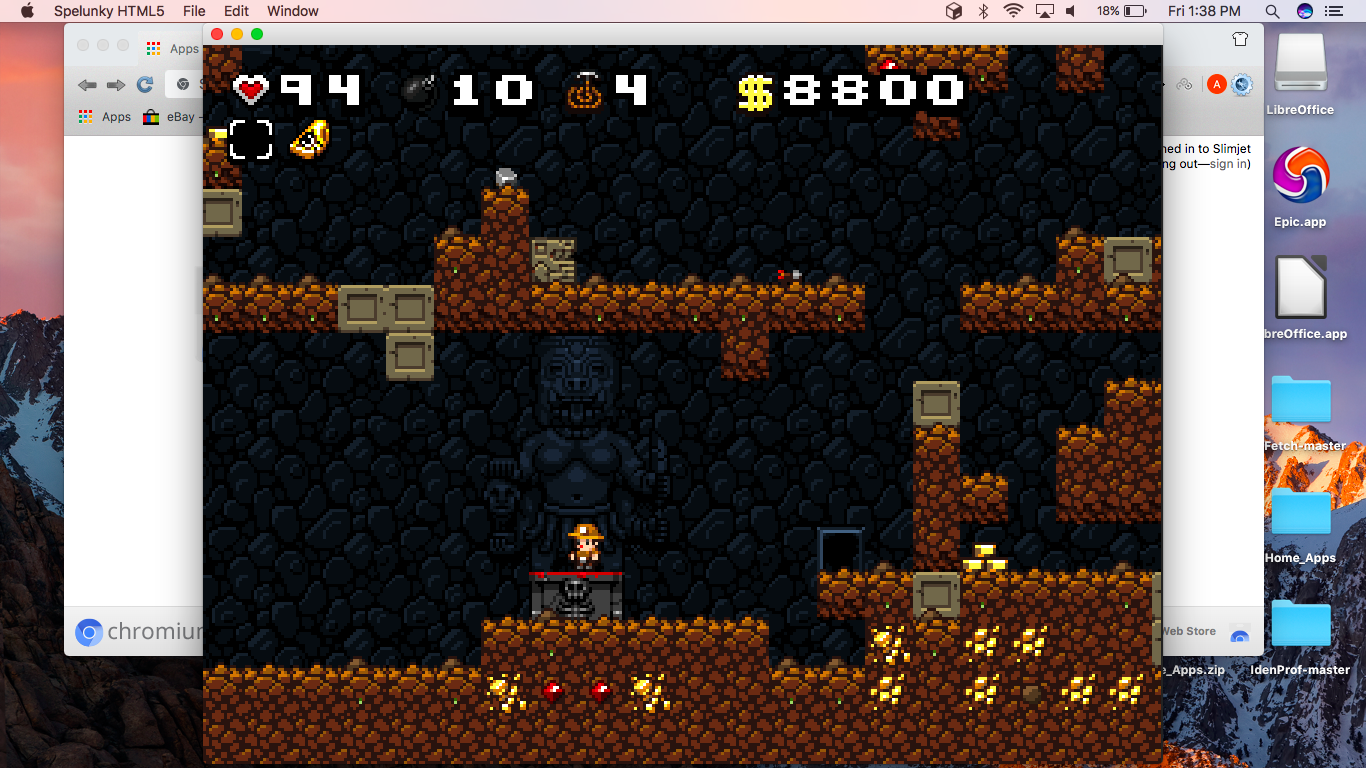 Spelunky HTML5 File Edit Window 18% Fri 1:38 PM
Apps
A
Apps eBay -
94 10 4 $8800
ned in to Slimjet
ng out—sign in)
LibreOffice
Epic.app
breOffice.app
Fetch-master
Home_Apps
chromium
Web Store
e_Apps.zip
IdenProf-master